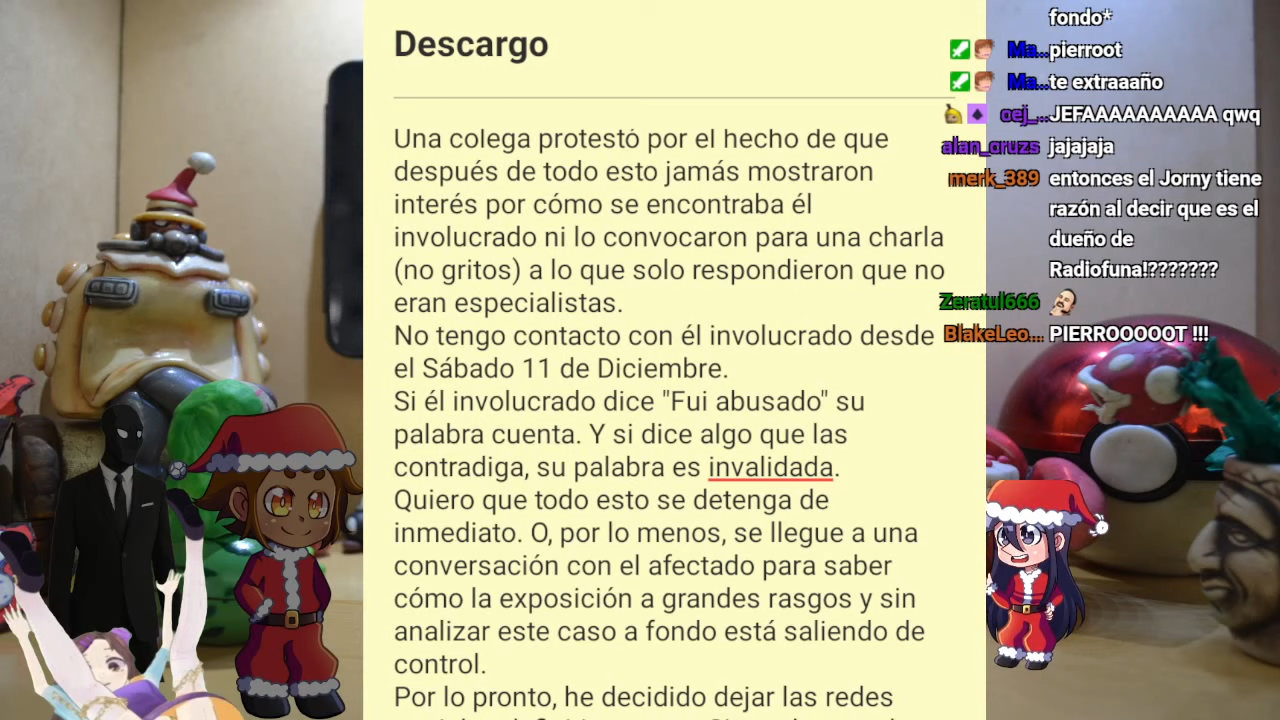 Descargo
Una colega protestó por el hecho de que
después de todo esto jamás mostraron
interés por cómo se encontraba él
involucrado ni lo convocaron para una charla
(no gritos) a lo que solo respondieron que no
eran especialistas.
No tengo contacto con él involucrado desde
el Sábado 11 de Diciembre.
Si él involucrado dice "Fui abusado" su
palabra cuenta. Y si dice algo que las
contradiga, su palabra es invalidada.
Quiero que todo esto se detenga de
inmediato. O, por lo menos, se llegue a una
conversación con el afectado para saber
cómo la exposición a grandes rasgos y sin
analizar este caso a fondo está saliendo de
control.
Por lo pronto, he decidido dejar las redes
fondo*
Ma... pierroot
Ma... te extraaaño
oej_... JEFAAAAAAAAAA qwq
alan_cruzs jajajaja
merk_389 entonces el Jorny tiene
razón al decir que es el
dueño de
Radiofuna!???????
Zeratul666
BlakeLeo... PIERROOOOOT !!!